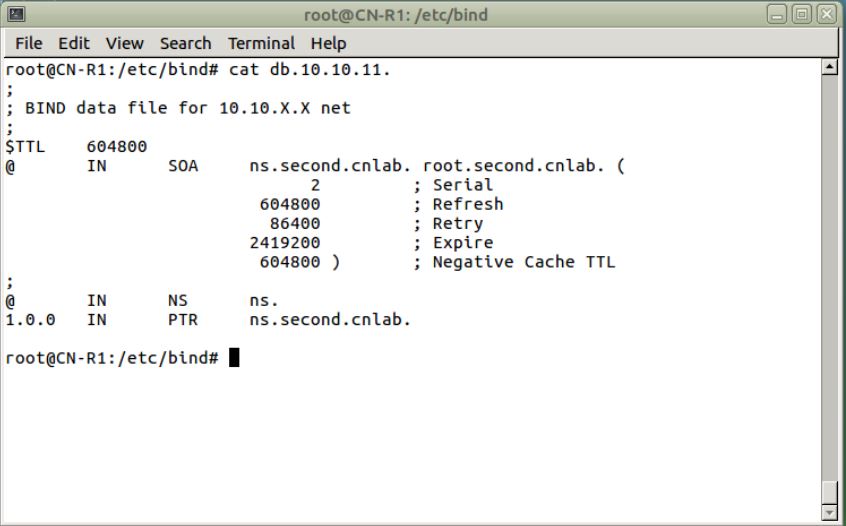 root@CN-R1: /etc/bind
File Edit View Search Terminal Help
root@CN-R1:/etc/bind# cat db.10.10.11.
;
; BIND data file for 10.10.X.X net
;
$TTL    604800
@       IN      SOA     ns.second.cnlab. root.second.cnlab. (
                              2         ; Serial
                         604800         ; Refresh
                          86400         ; Retry
                        2419200         ; Expire
                         604800 )       ; Negative Cache TTL
;
@       IN      NS      ns.
1.0.0   IN      PTR     ns.second.cnlab.
root@CN-R1:/etc/bind#